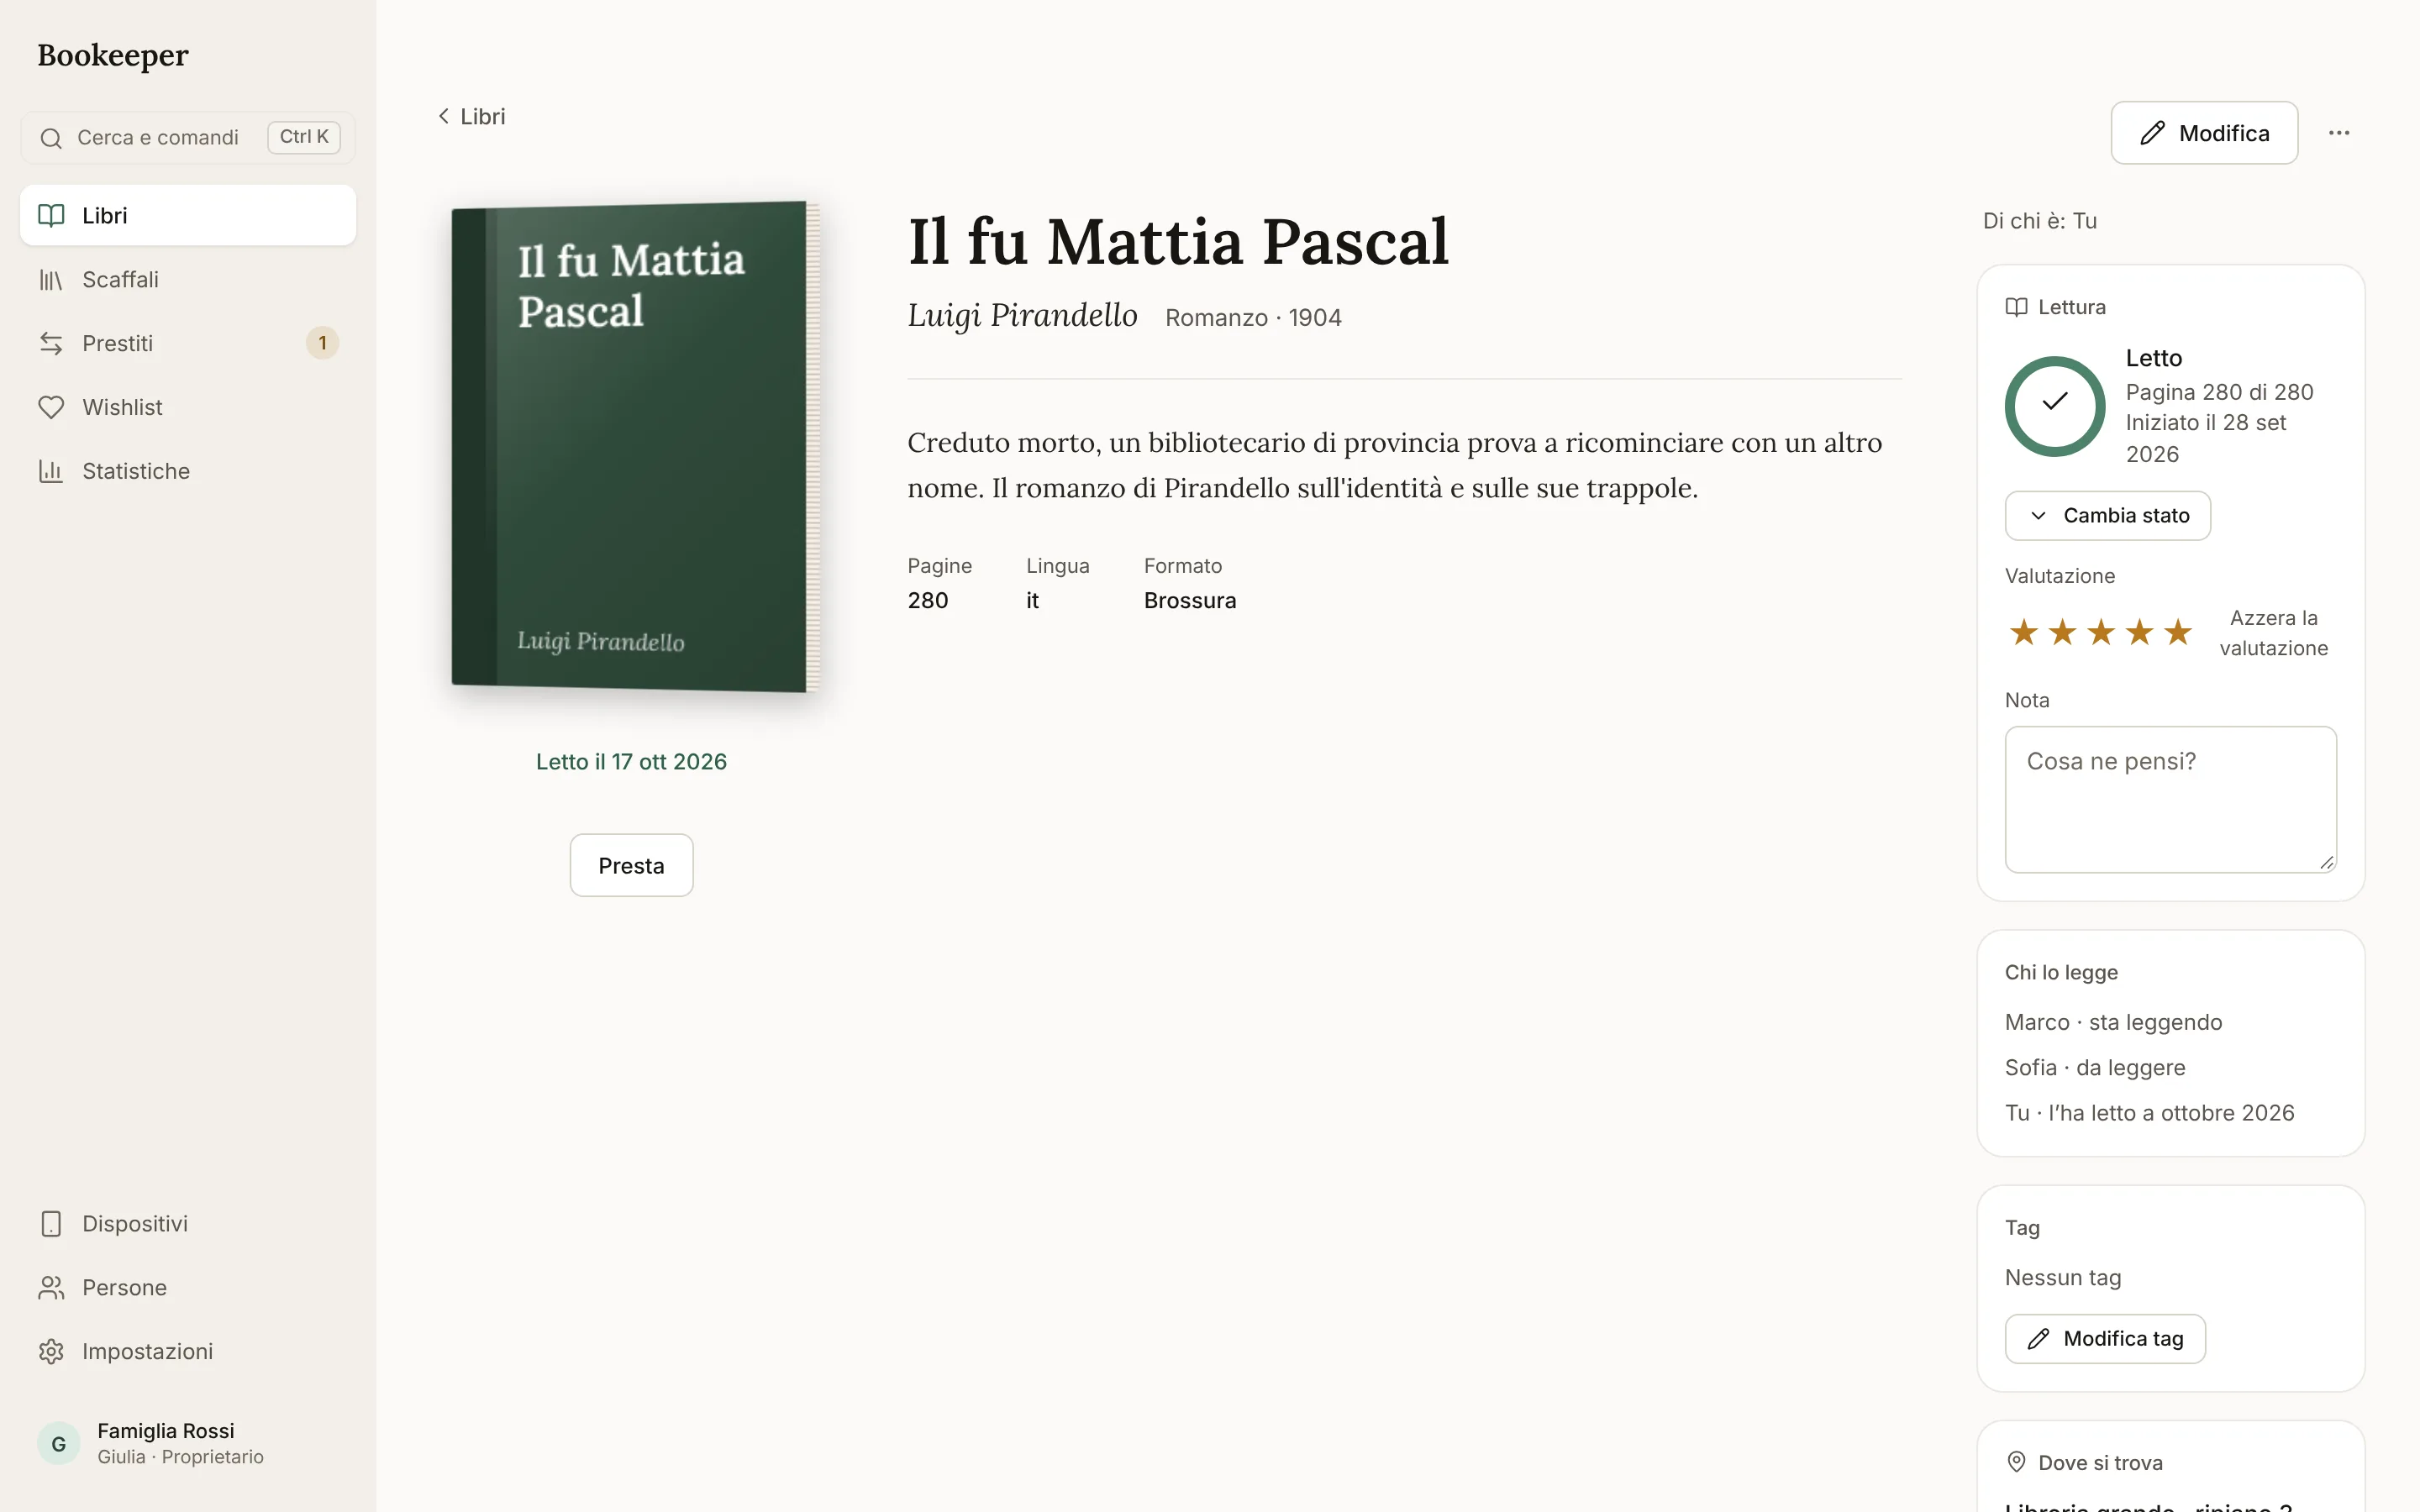 Bookeeper
Cerca e comandi
Ctrl K
Libri
Scaffali
Prestiti
1
Wishlist
Statistiche
Dispositivi
Persone
Impostazioni
G
Famiglia Rossi
Giulia · Proprietario
Libri
Modifica
Il fu Mattia
Pascal
Luigi Pirandello
Letto il 17 ott 2026
Presta
Il fu Mattia Pascal
Luigi Pirandello
Romanzo · 1904
Creduto morto, un bibliotecario di provincia prova a ricominciare con un altro
nome. Il romanzo di Pirandello sull'identità e sulle sue trappole.
Pagine
280
Lingua
it
Formato
Brossura
Di chi è: Tu
Lettura
Letto
Pagina 280 di 280
Iniziato il 28 set
2026
Cambia stato
Valutazione
Azzera la
valutazione
Nota
Cosa ne pensi?
Chi lo legge
Marco · sta leggendo
Sofia · da leggere
Tu · l’ha letto a ottobre 2026
Tag
Nessun tag
Modifica tag
Dove si trova